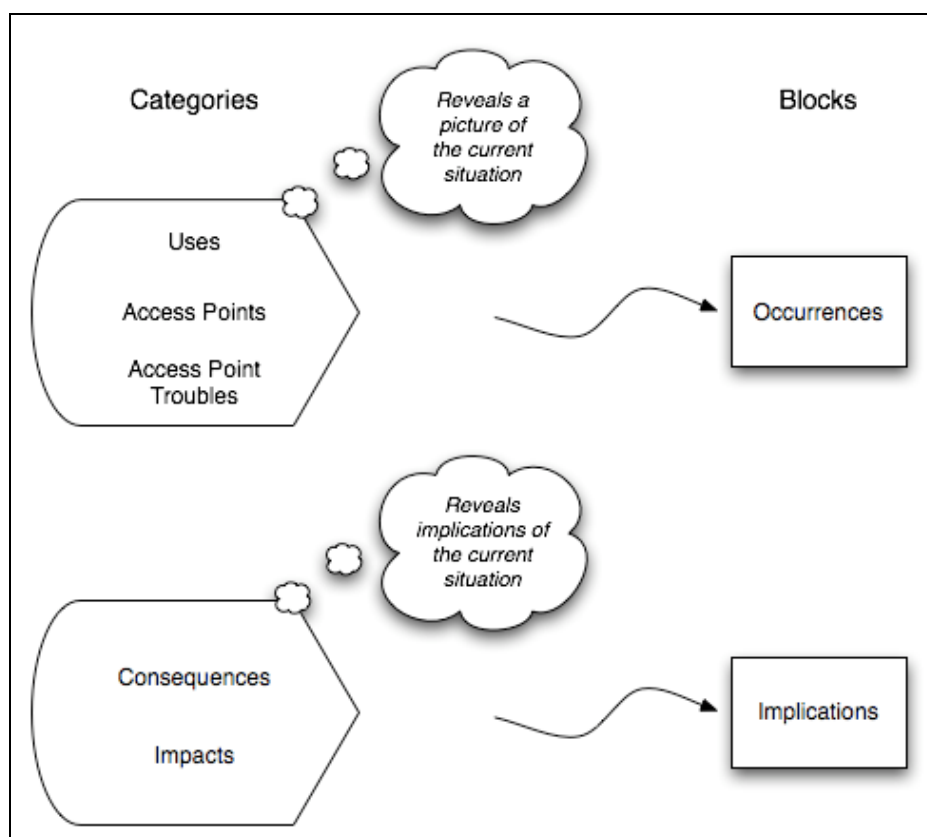 Categories
Blocks
Reveals a
picture of
the current
situation
Uses
Access Points
Access Point
Troubles
Occurrences
Reveals
implications of
the current
situation
Consequences
Impacts
Implications